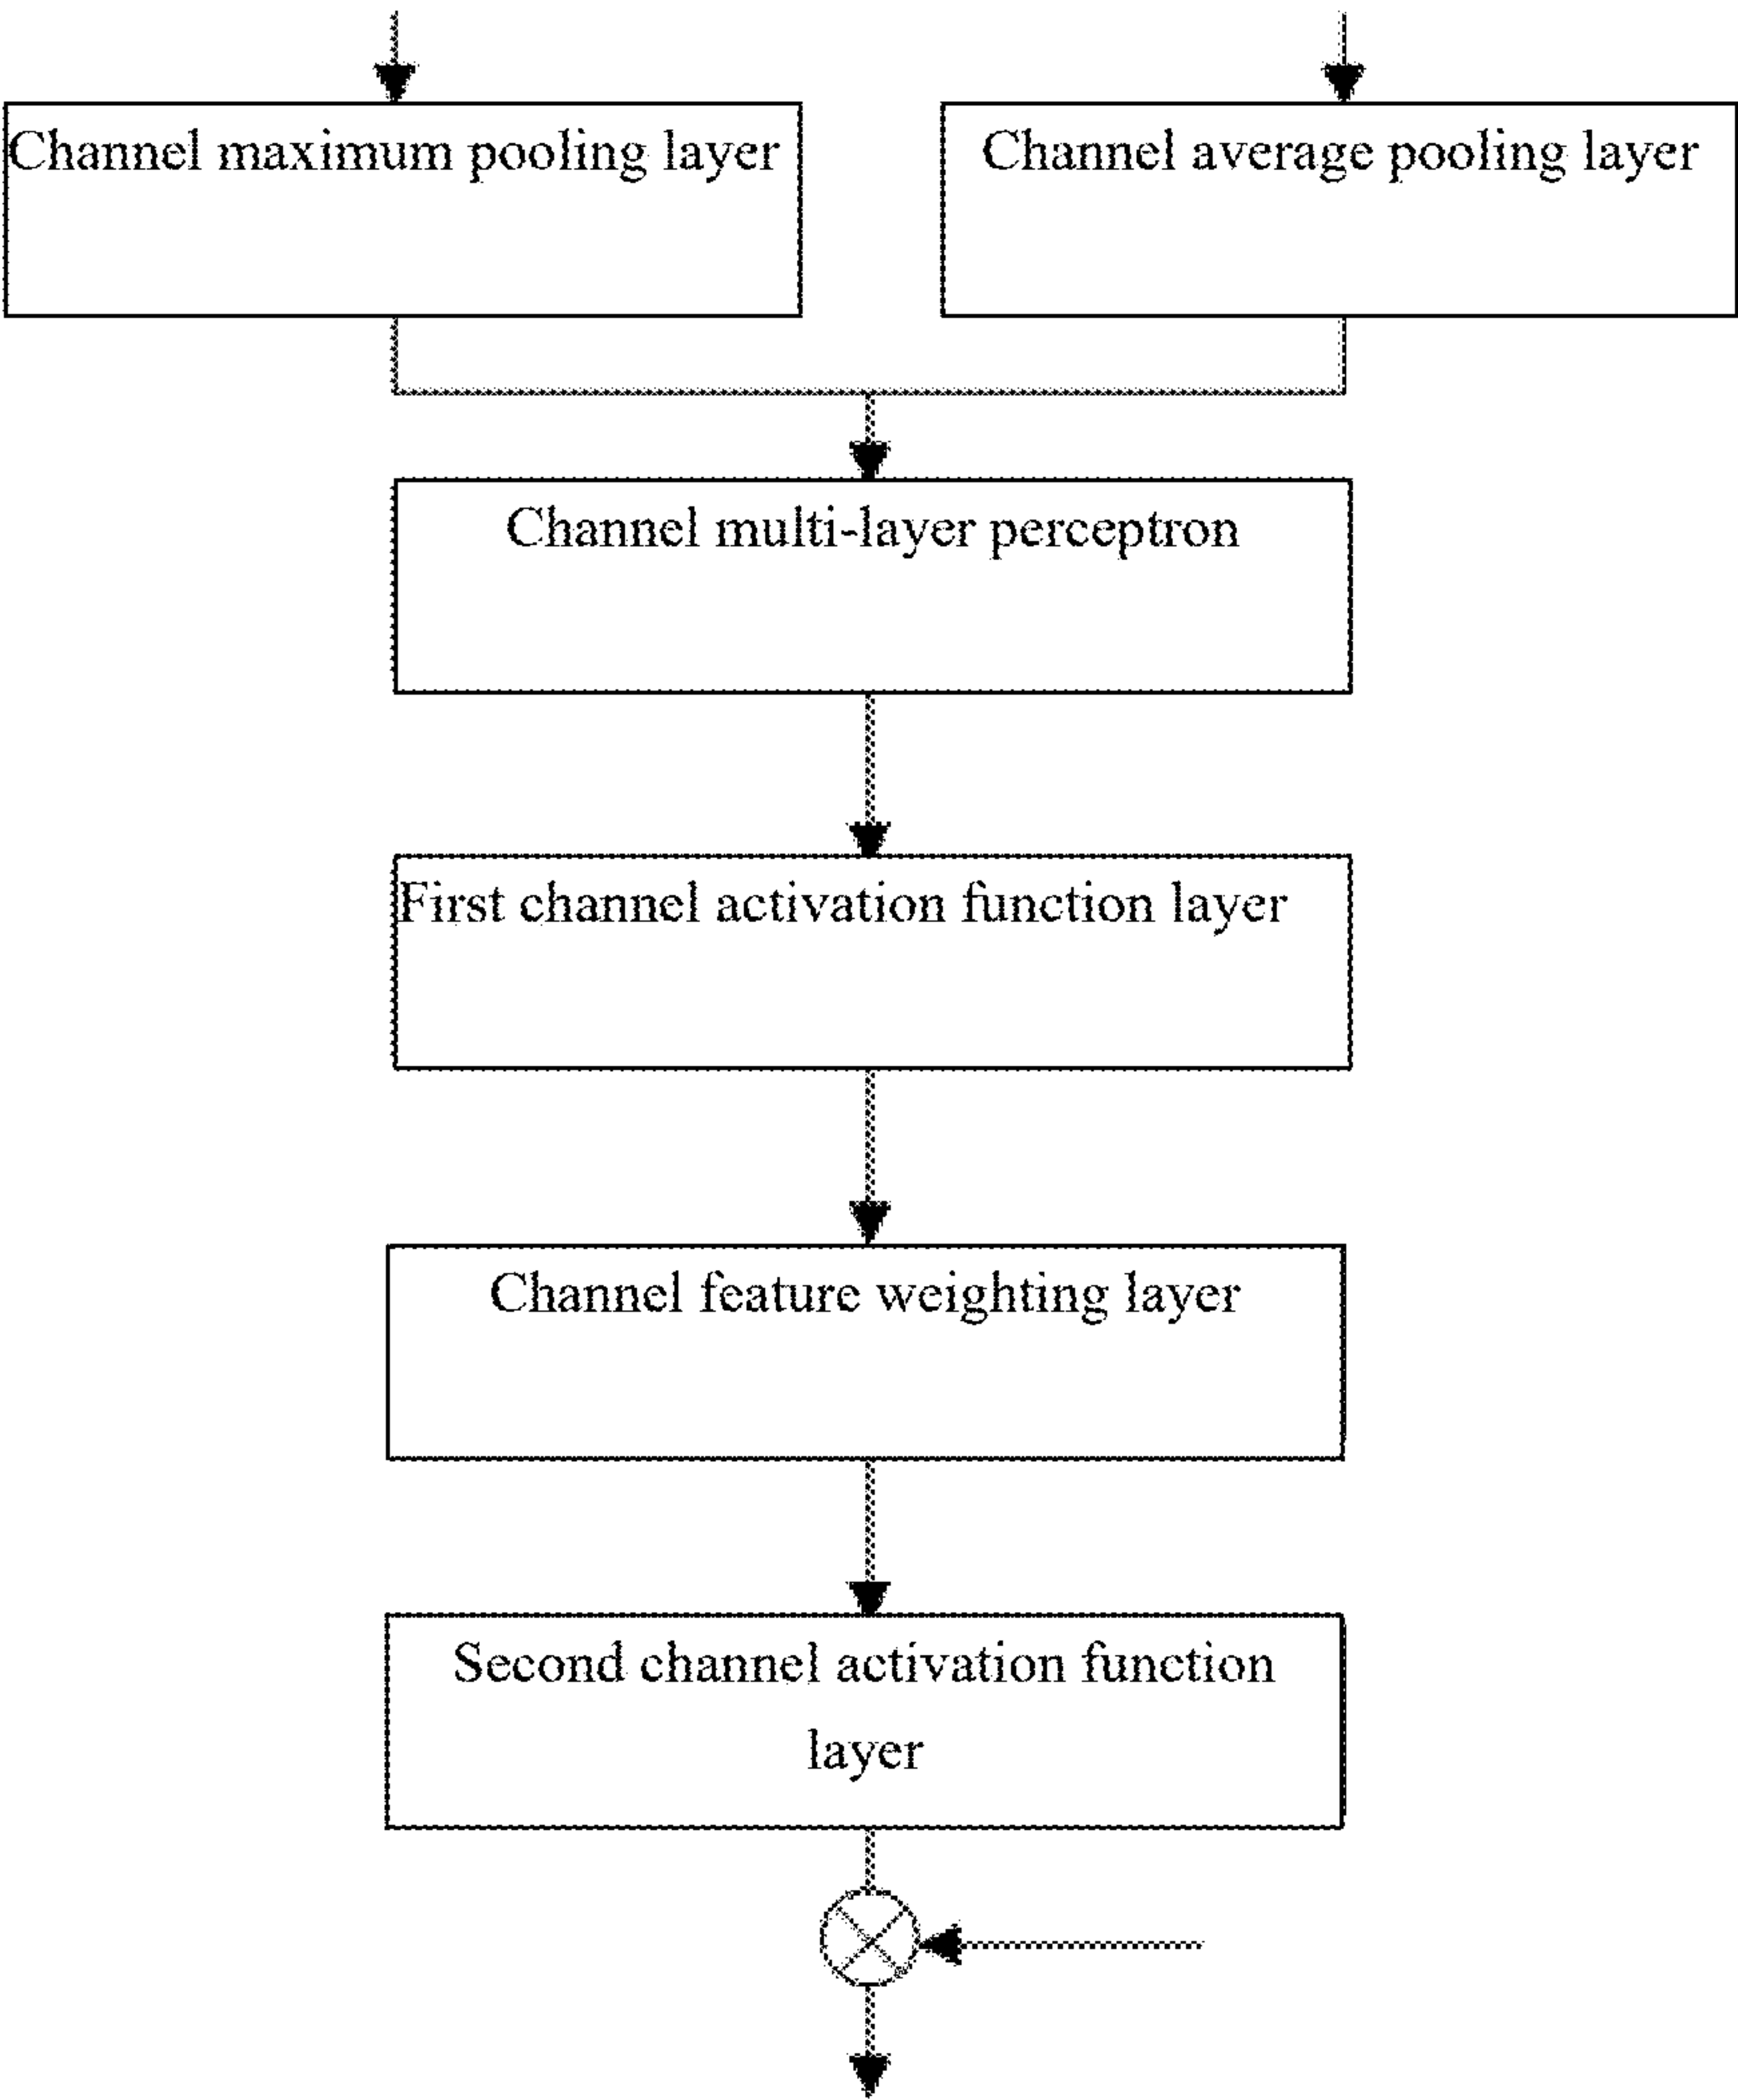 Channel maximum pooling layer
Channel average pooling layer
Channel multi-layer perceptron
First channel activation function layer
Channel feature weighting layer
Second channel activation function
layer